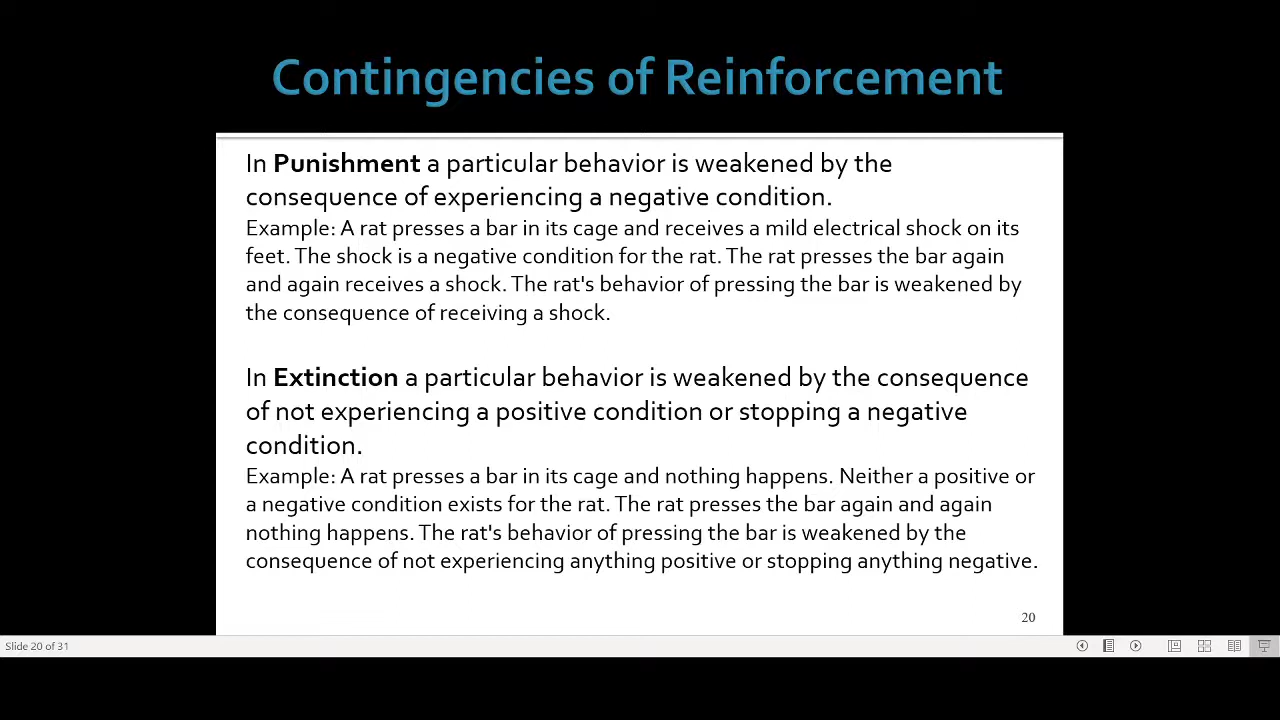 Contingencies of Reinforcement
In Punishment a particular behavior is weakened by the
consequence of experiencing a negative condition.
Example: A rat presses a bar in its cage and receives a mild electrical shock on its
feet. The shock is a negative condition for the rat. The rat presses the bar again
and again receives a shock. The rat's behavior of pressing the bar is weakened by
the consequence of receiving a shock.
In Extinction a particular behavior is weakened by the consequence
of not experiencing a positive condition or stopping a negative
condition.
Example: A rat presses a bar in its cage and nothing happens. Neither a positive or
a negative condition exists for the rat. The rat presses the bar again and again
nothing happens. The rat's behavior of pressing the bar is weakened by the
consequence of not experiencing anything positive or stopping anything negative.
20
Slide 20 of 31